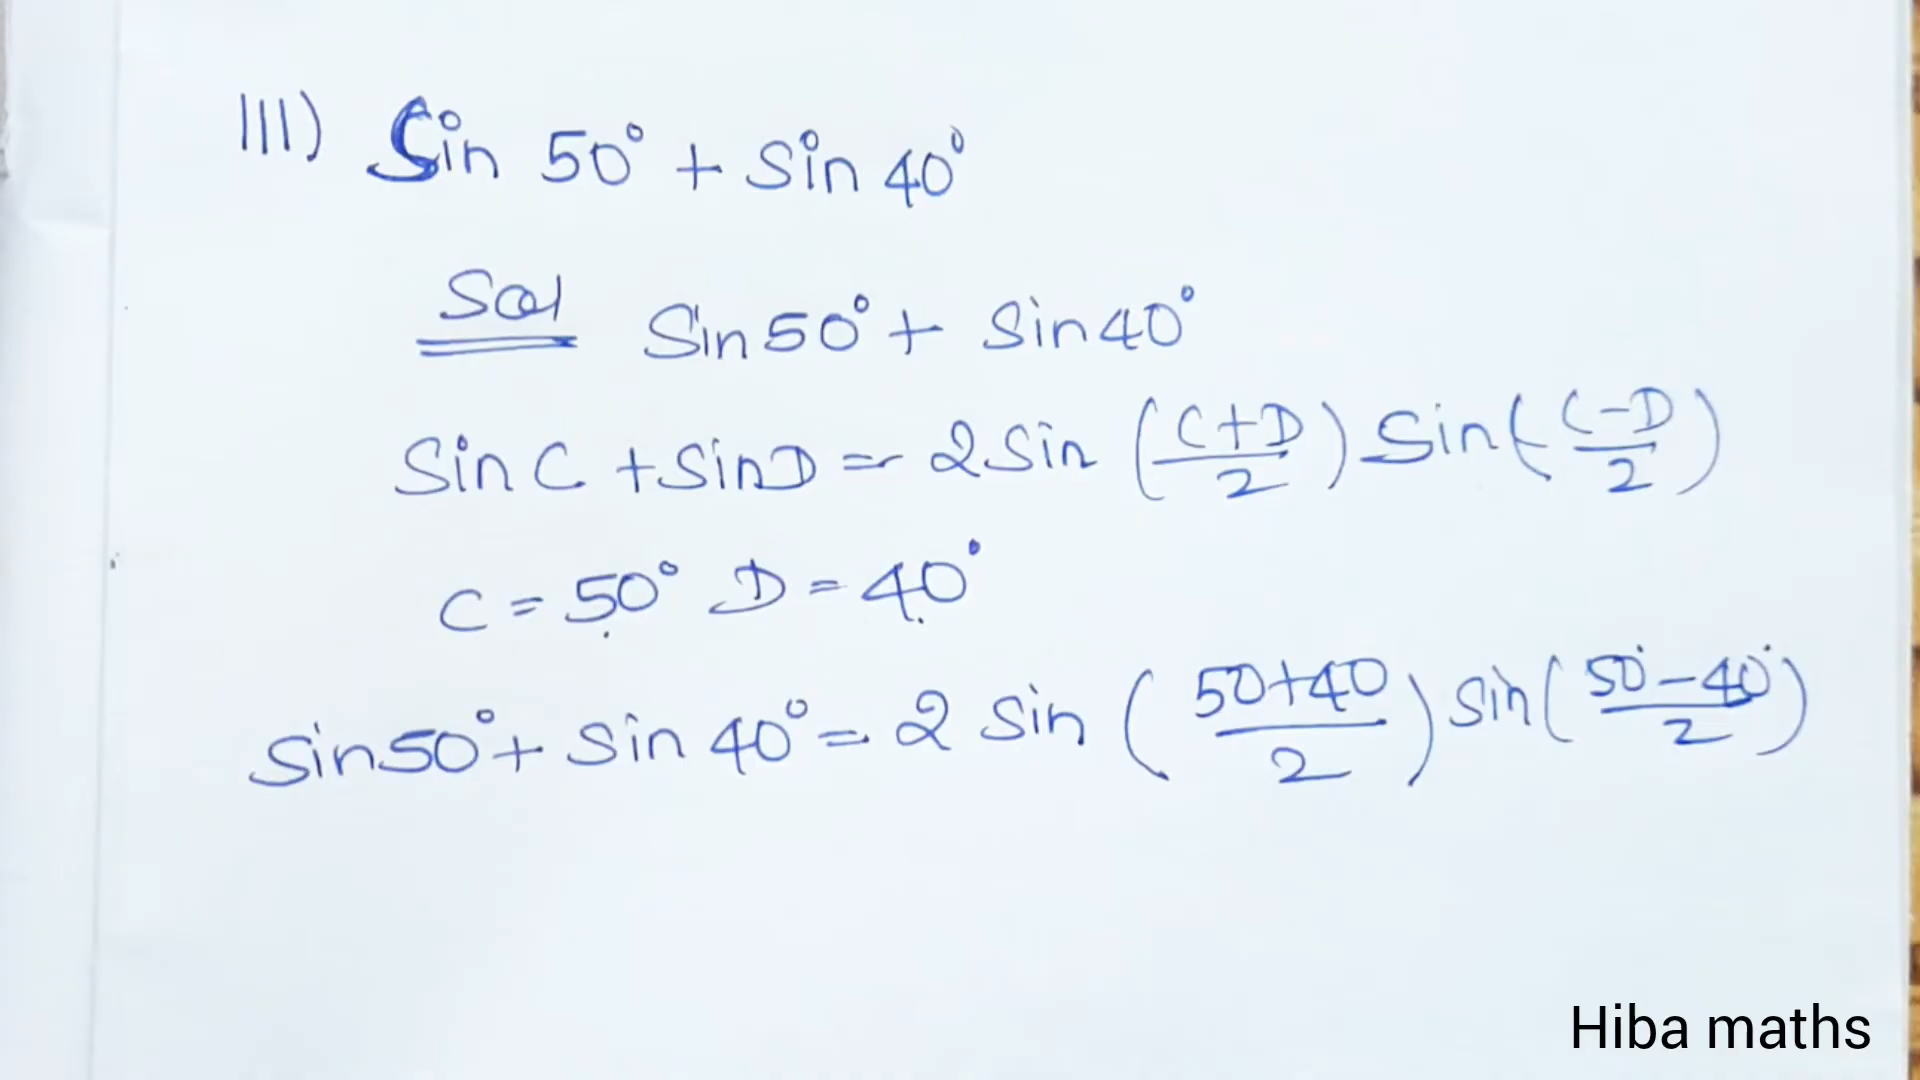 III) Sin 50° + Sin 40°
Sol Sin 50° + Sin 40°
Sin C + Sin D = 2 Sin (C+D/2) Sin (C-D/2)
C = 50° D = 40°
Sin 50° + Sin 40° = 2 Sin (50+40/2) Sin (50°-40°/2)
Hiba maths